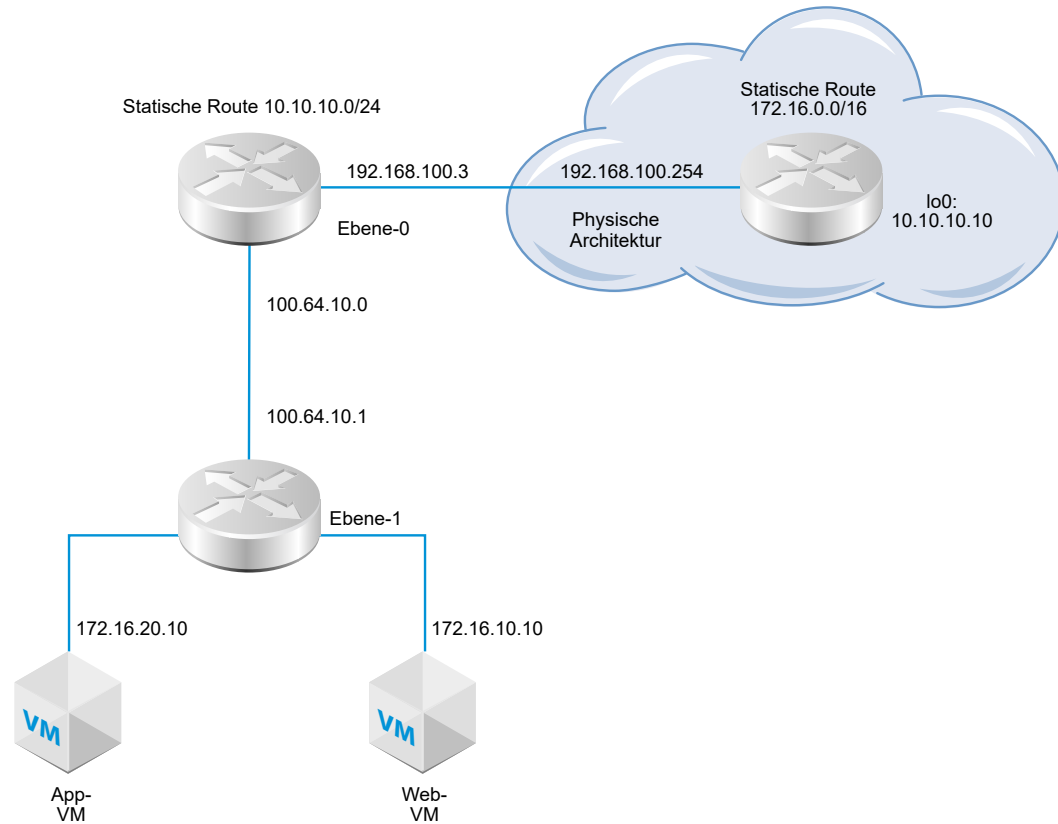 Statische Route
172.16.0.0/16
Statische Route 10.10.10.0/24
192.168.100.3
192.168.100.254
lo0:
10.10.10.10
Ebene-0
Physische
Architektur
100.64.10.0
100.64.10.1
Ebene-1
172.16.20.10
172.16.10.10
VM
VM
App-
VM
Web-
VM